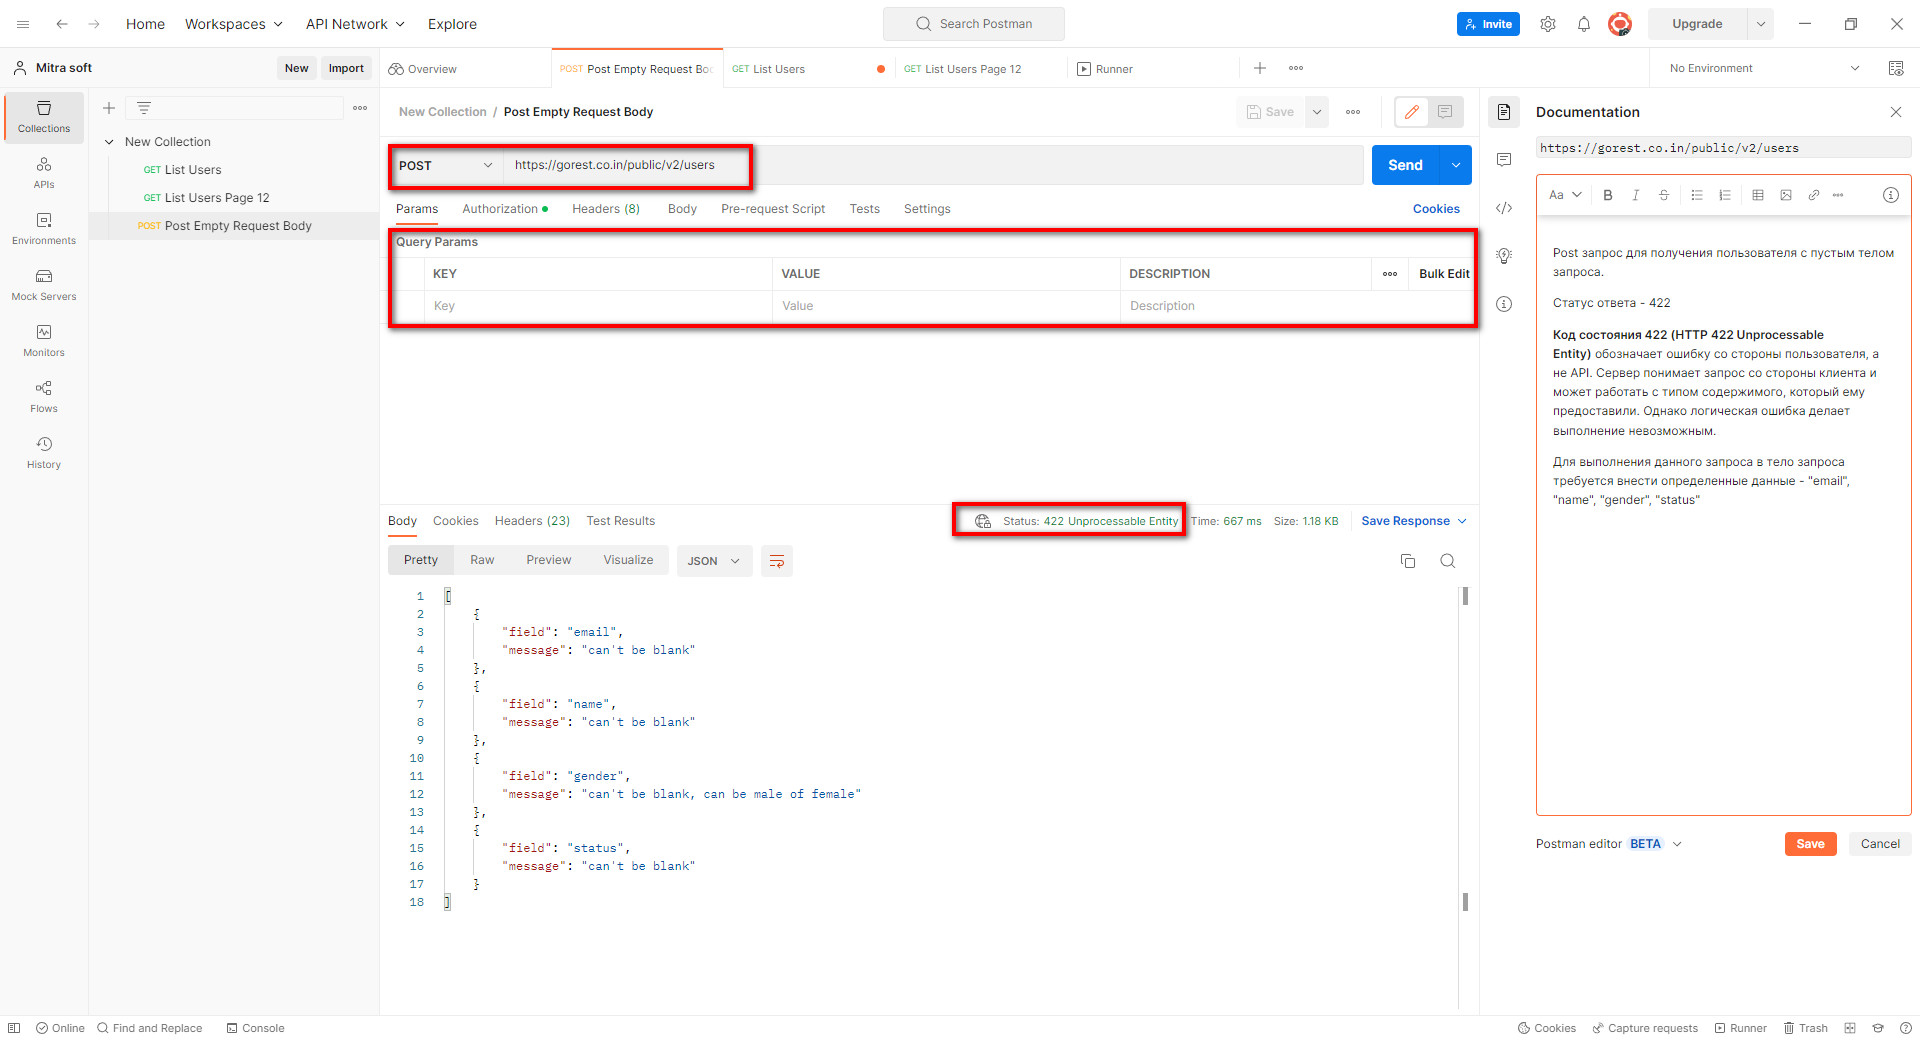 Home Workspaces API Network Explore Search Postman Invite Upgrade
Mitra soft New Import Overview POST Post Empty Request Bo GET List Users GET List Users Page 12 Runner No Environment
Collections
APIs
Environments
Mock Servers
Monitors
Flows
History
New Collection
GET List Users
GET List Users Page 12
POST Post Empty Request Body
New Collection / Post Empty Request Body Save
POST https://gorest.co.in/public/v2/users Send
Params Authorization Headers (8) Body Pre-request Script Tests Settings Cookies
Query Params
KEY VALUE DESCRIPTION Bulk Edit
Key Value Description
Body Cookies Headers (23) Test Results Status: 422 Unprocessable Entity Time: 667 ms Size: 1.18 KB Save Response
Pretty Raw Preview Visualize JSON
1 [
2 {
3 "field": "email",
4 "message": "can't be blank"
5 },
6 {
7 "field": "name",
8 "message": "can't be blank"
9 },
10 {
11 "field": "gender",
12 "message": "can't be blank, can be male of female"
13 },
14 {
15 "field": "status",
16 "message": "can't be blank"
17 }
18 ]
Documentation
https://gorest.co.in/public/v2/users
Aa B I S
Post запрос для получения пользователя с пустым телом
запроса.
Статус ответа - 422
Код состояния 422 (HTTP 422 Unprocessable
Entity) обозначает ошибку со стороны пользователя, а
не API. Сервер понимает запрос со стороны клиента и
может работать с типом содержимого, который ему
предоставили. Однако логическая ошибка делает
выполнение невозможным.
Для выполнения данного запроса в тело запроса
требуется внести определенные данные - "email",
"name", "gender", "status"
Postman editor BETA Save Cancel
Online Find and Replace Console Cookies Capture requests Runner Trash